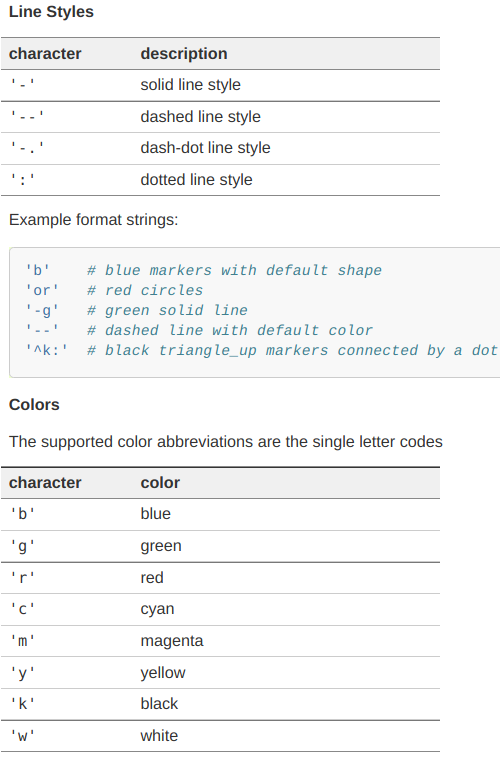 Line Styles
character description
'-' solid line style
'--' dashed line style
'-.' dash-dot line style
':' dotted line style
Example format strings:
'b'    # blue markers with default shape
'or'   # red circles
'-g'   # green solid line
'--'   # dashed line with default color
'^k:'  # black triangle_up markers connected by a dot
Colors
The supported color abbreviations are the single letter codes
character color
'b' blue
'g' green
'r' red
'c' cyan
'm' magenta
'y' yellow
'k' black
'w' white